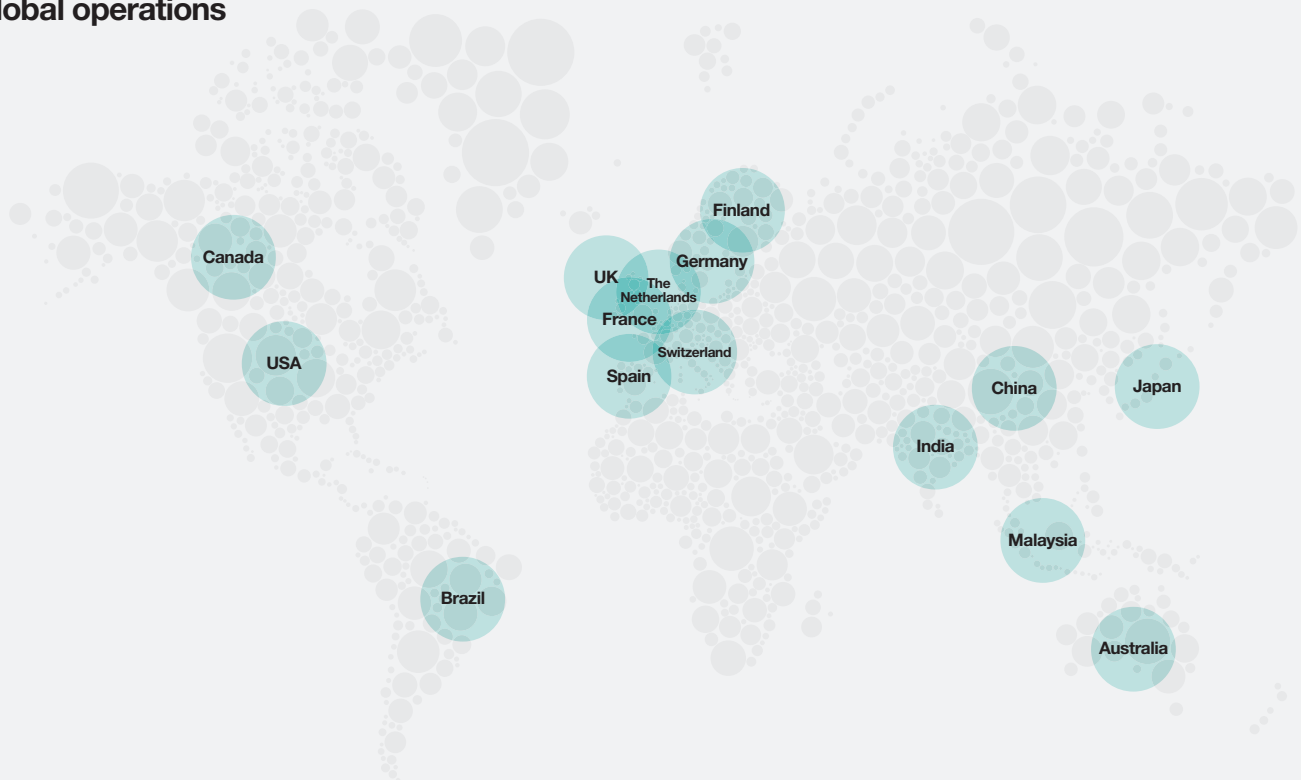 lobal operations
Finland
Canada
Germany
UK
The
Netherlands
France
Switzerland
USA
Spain
China
Japan
India
Malaysia
Brazil
Australia